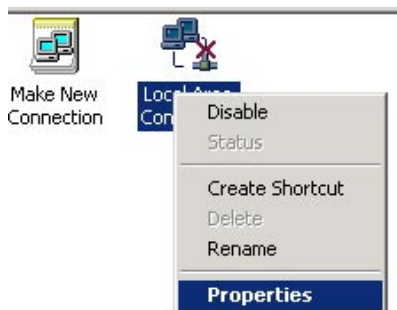 Make New
Connection
Local Area
Con
Disable
Status
Create Shortcut
Delete
Rename
Properties